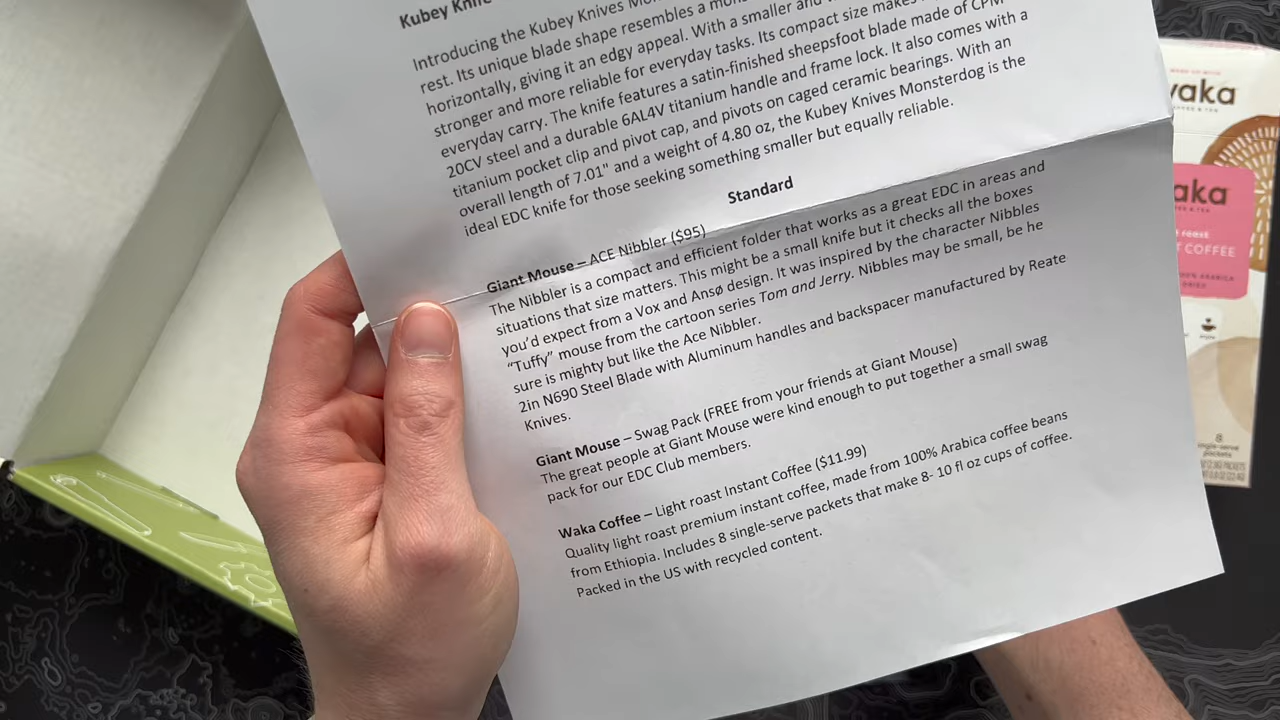 Kubey Knife
Introducing the Kubey Knives
rest. Its unique blade shape resembles a
horizontally, giving it an edgy appeal. With a smaller and
stronger and more reliable for everyday tasks. Its compact size makes
everyday carry. The knife features a satin-finished sheepsfoot blade made of CPM
20CV steel and a durable 6AL4V titanium handle and frame lock. It also comes with a
titanium pocket clip and pivot cap, and pivots on caged ceramic bearings. With an
overall length of 7.01" and a weight of 4.80 oz, the Kubey Knives Monsterdog is the
ideal EDC knife for those seeking something smaller but equally reliable.
Standard
Giant Mouse – ACE Nibbler ($95)
The Nibbler is a compact and efficient folder that works as a great EDC in areas and
situations that size matters. This might be a small knife but it checks all the boxes
you'd expect from a Vox and Ansø design. It was inspired by the character Nibbles
"Tuffy" mouse from the cartoon series Tom and Jerry. Nibbles may be small, be he
sure is mighty but like the Ace Nibbler.
2in N690 Steel Blade with Aluminum handles and backspacer manufactured by Reate
Knives.
Giant Mouse – Swag Pack (FREE from your friends at Giant Mouse)
The great people at Giant Mouse were kind enough to put together a small swag
pack for our EDC Club members.
Waka Coffee – Light roast Instant Coffee ($11.99)
Quality light roast premium instant coffee, made from 100% Arabica coffee beans
from Ethiopia. Includes 8 single-serve packets that make 8- 10 fl oz cups of coffee.
Packed in the US with recycled content.
waka
COFFEE & TEA
aka
roast
COFFEE
100% ARABICA
8
single-serve
packets